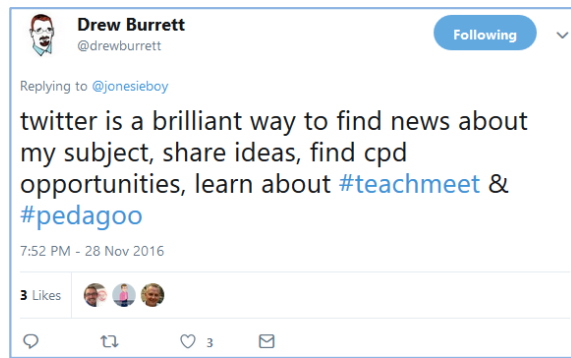 Drew Burrett
@drewburrett
Following
Replying to @jonesieboy
twitter is a brilliant way to find news about
my subject, share ideas, find cpd
opportunities, learn about #teachmeet &
#pedagoo
7:52 PM - 28 Nov 2016
3 Likes
3